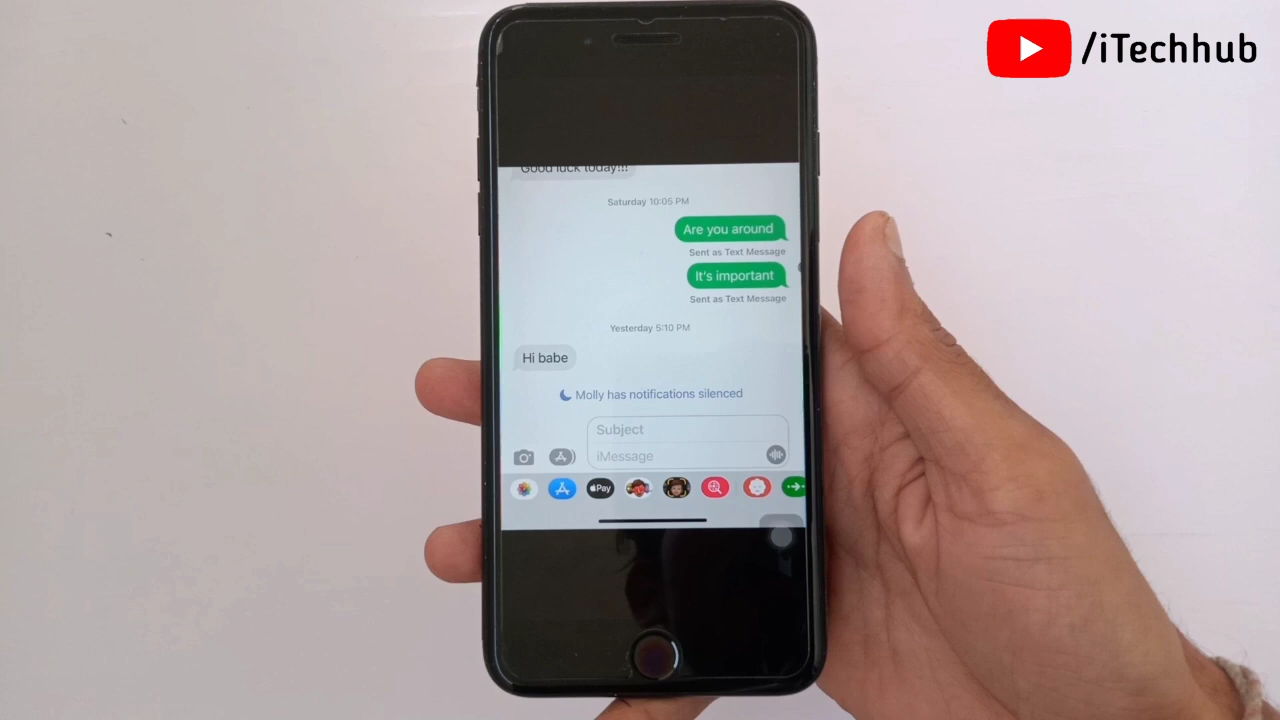 /iTechhub
Good luck today!!!
Saturday 10:05 PM
Are you around
Sent as Text Message
It's important
Sent as Text Message
Yesterday 5:10 PM
Hi babe
Molly has notifications silenced
Subject
iMessage
Pay